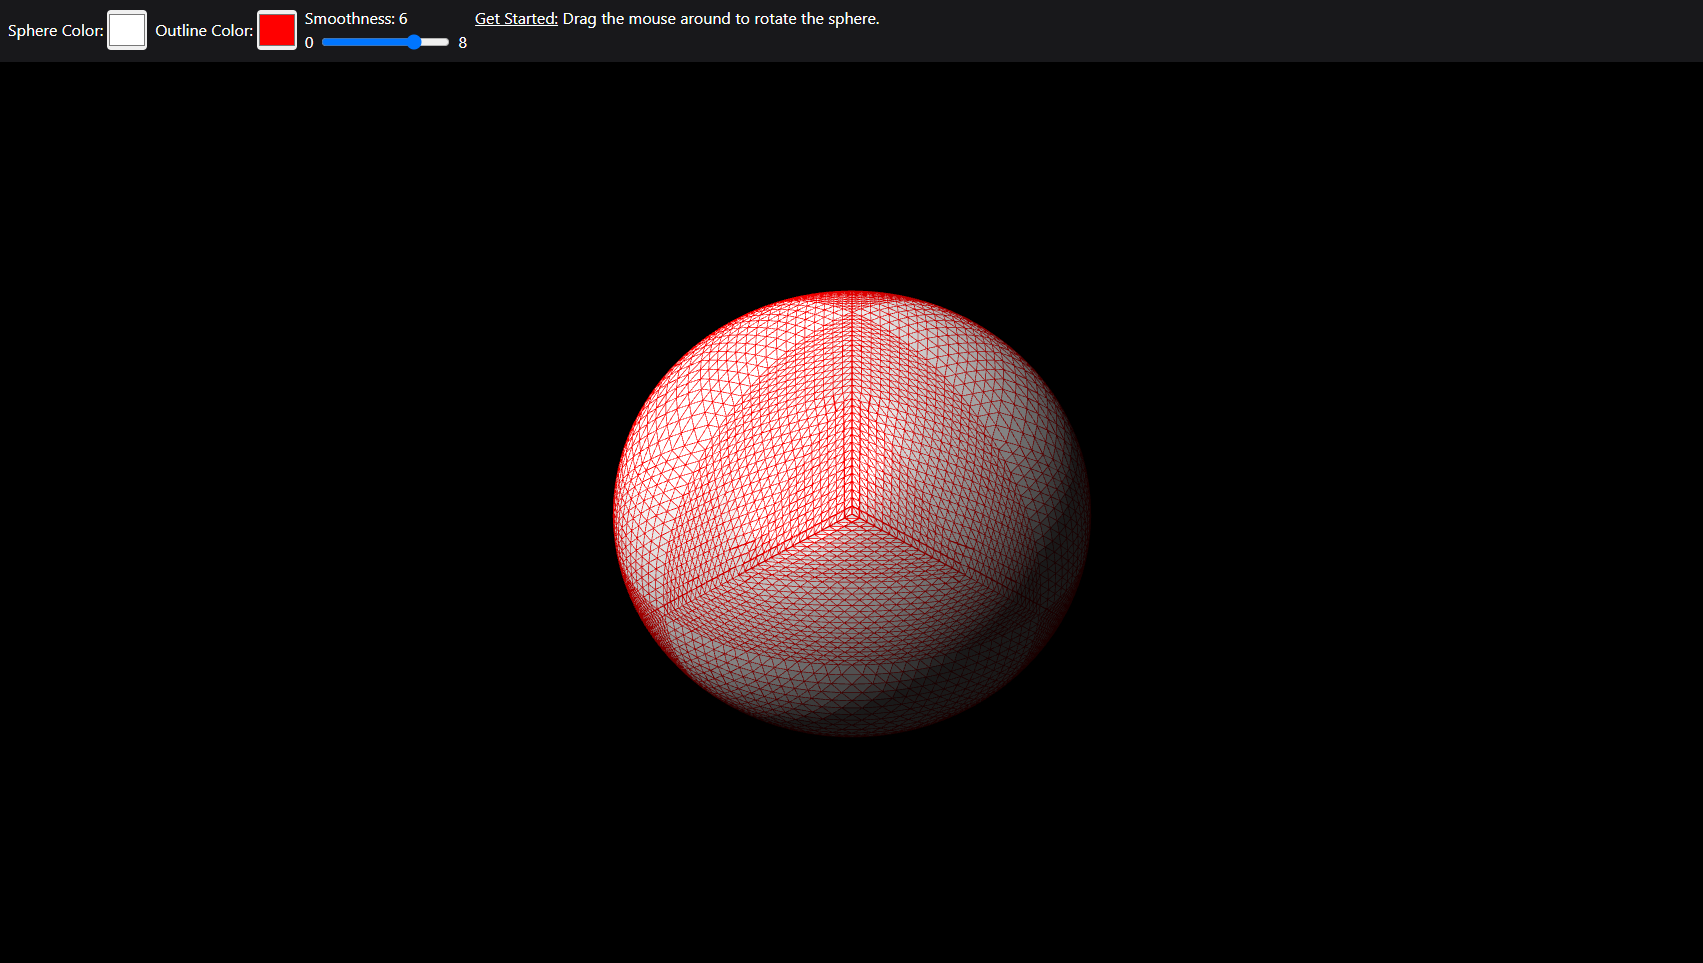 Sphere Color:
Outline Color:
Smoothness: 6
0 8
Get Started: Drag the mouse around to rotate the sphere.